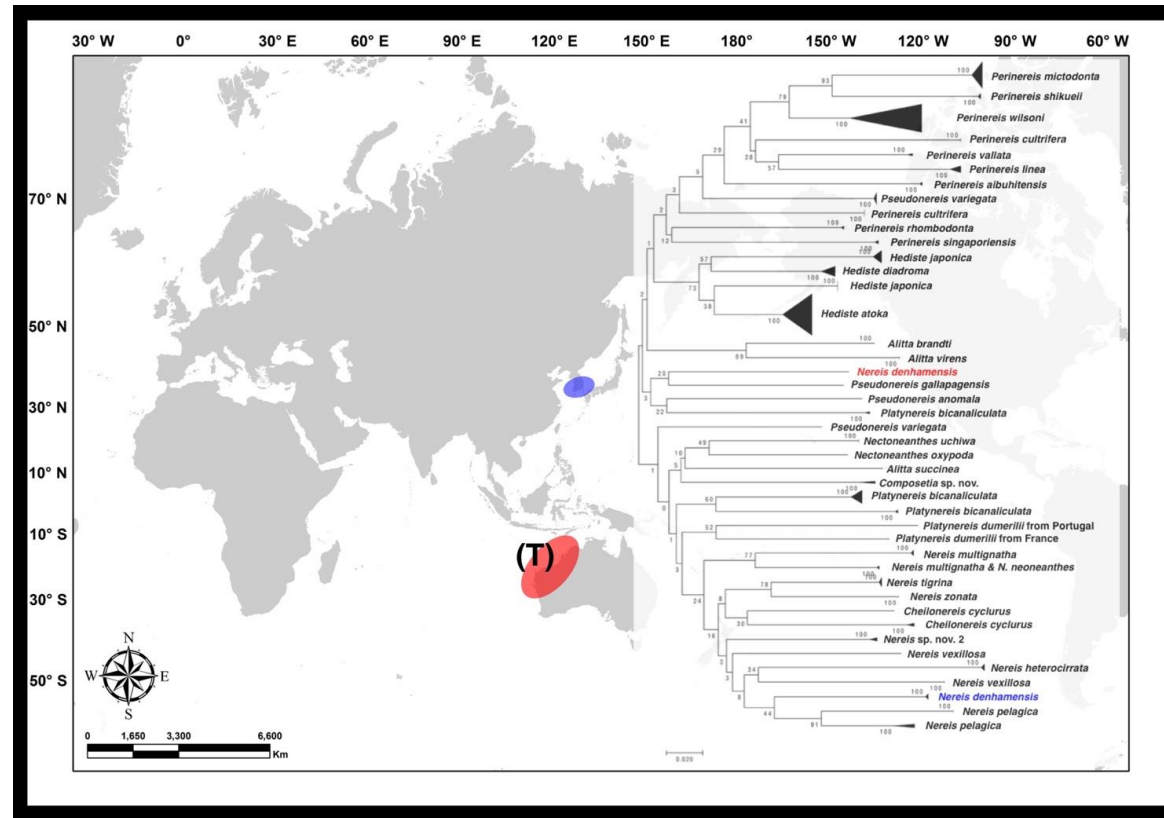 30° W 0° 30° E 60° E 90° E 120° E 150 E 180° 150 W 120° W 90° W 60° W
70° N
50° N
30° N
10° N
10° S
30° S
50° S
(T)
N
W E
S
0 1,650 3,300 6,600
Km
Perinereis mictodonta
Perinereis shikueii
Perinereis wilsoni
Perinereis cultrifera
Perinereis vallata
Perinereis linea
Perinereis aibuhitensis
Pseudonereis variegata
Perinereis cultrifera
Perinereis rhombodonta
Perinereis singaporiensis
Hediste japonica
Hediste diadroma
Hediste japonica
Hediste atoka
Alitta brandti
Alitta virens
Nereis denhamensis
Pseudonereis gallapagensis
Pseudonereis anomala
Platynereis bicanaliculata
Pseudonereis variegata
Nectoneanthes uchiwa
Nectoneanthes oxypoda
Alitta succinea
Composetia sp. nov.
Platynereis bicanaliculata
Platynereis bicanaliculata
Platynereis dumerilii from Portugal
Platynereis dumerilii from France
Nereis multignatha
Nereis multignatha & N. neoneanthes
Nereis tigrina
Nereis zonata
Cheilonereis cyclurus
Cheilonereis cyclurus
Nereis sp. nov. 2
Nereis vexillosa
Nereis heterocirrata
Nereis vexillosa
Nereis denhamensis
Nereis pelagica
Nereis pelagica
0.020